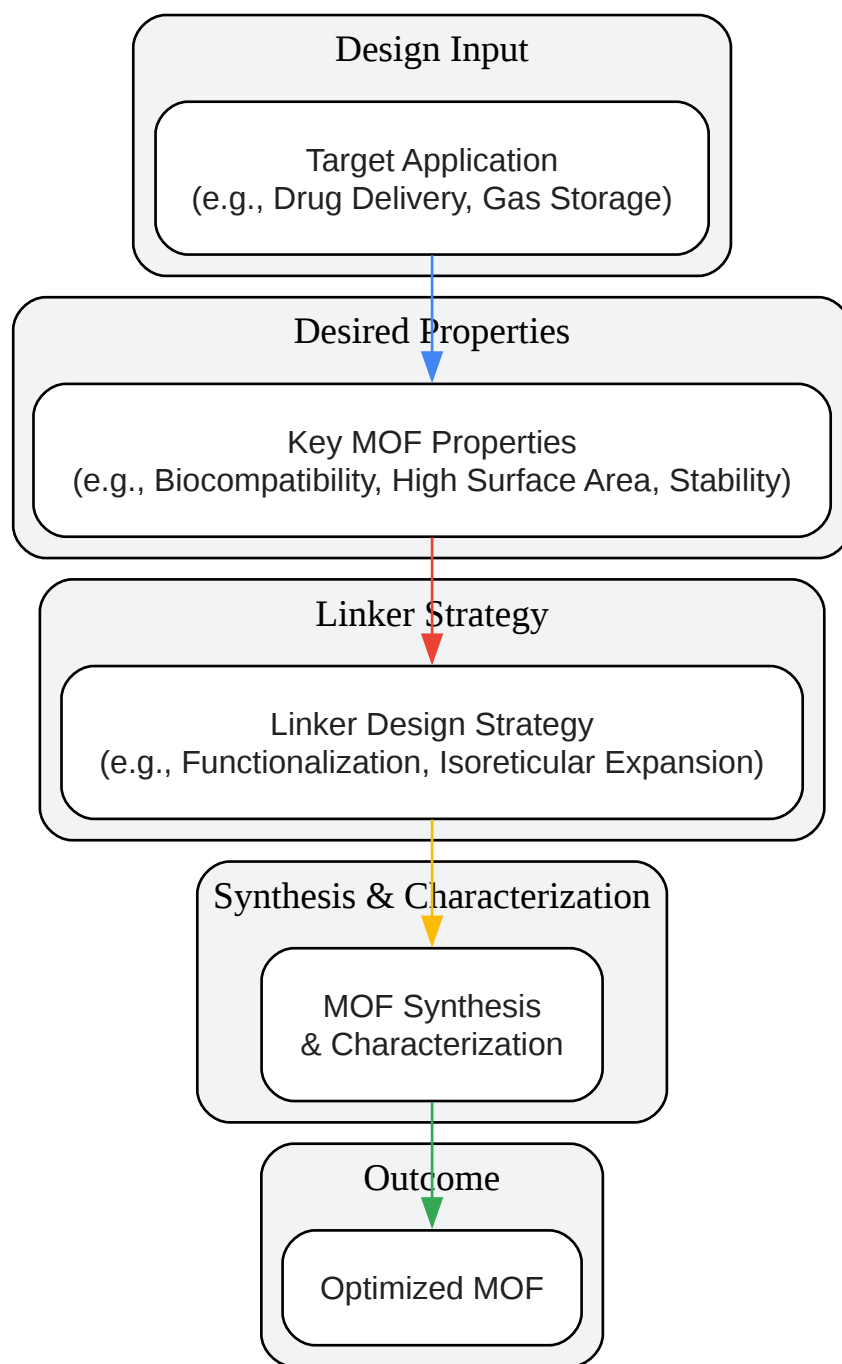 Design Input
Target Application
(e.g., Drug Delivery, Gas Storage)
Desired Properties
Key MOF Properties
(e.g., Biocompatibility, High Surface Area, Stability)
Linker Strategy
Linker Design Strategy
(e.g., Functionalization, Isoreticular Expansion)
Synthesis & Characterization
MOF Synthesis
& Characterization
Outcome
Optimized MOF